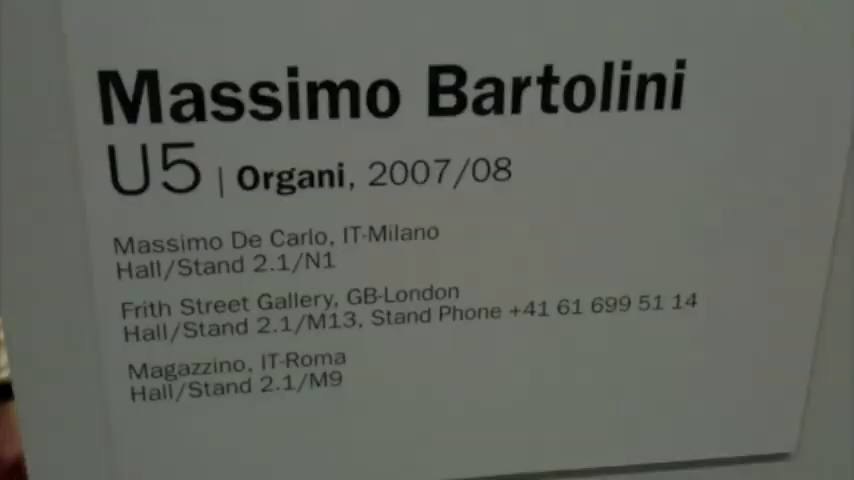 Massimo Bartolini
U5 | Organi, 2007/08
Massimo De Carlo, IT-Milano
Hall/Stand 2.1/N1
Frith Street Gallery, GB-London
Hall/Stand 2.1/M13, Stand Phone +41 61 699 51 14
Magazzino, IT-Roma
Hall/Stand 2.1/M9